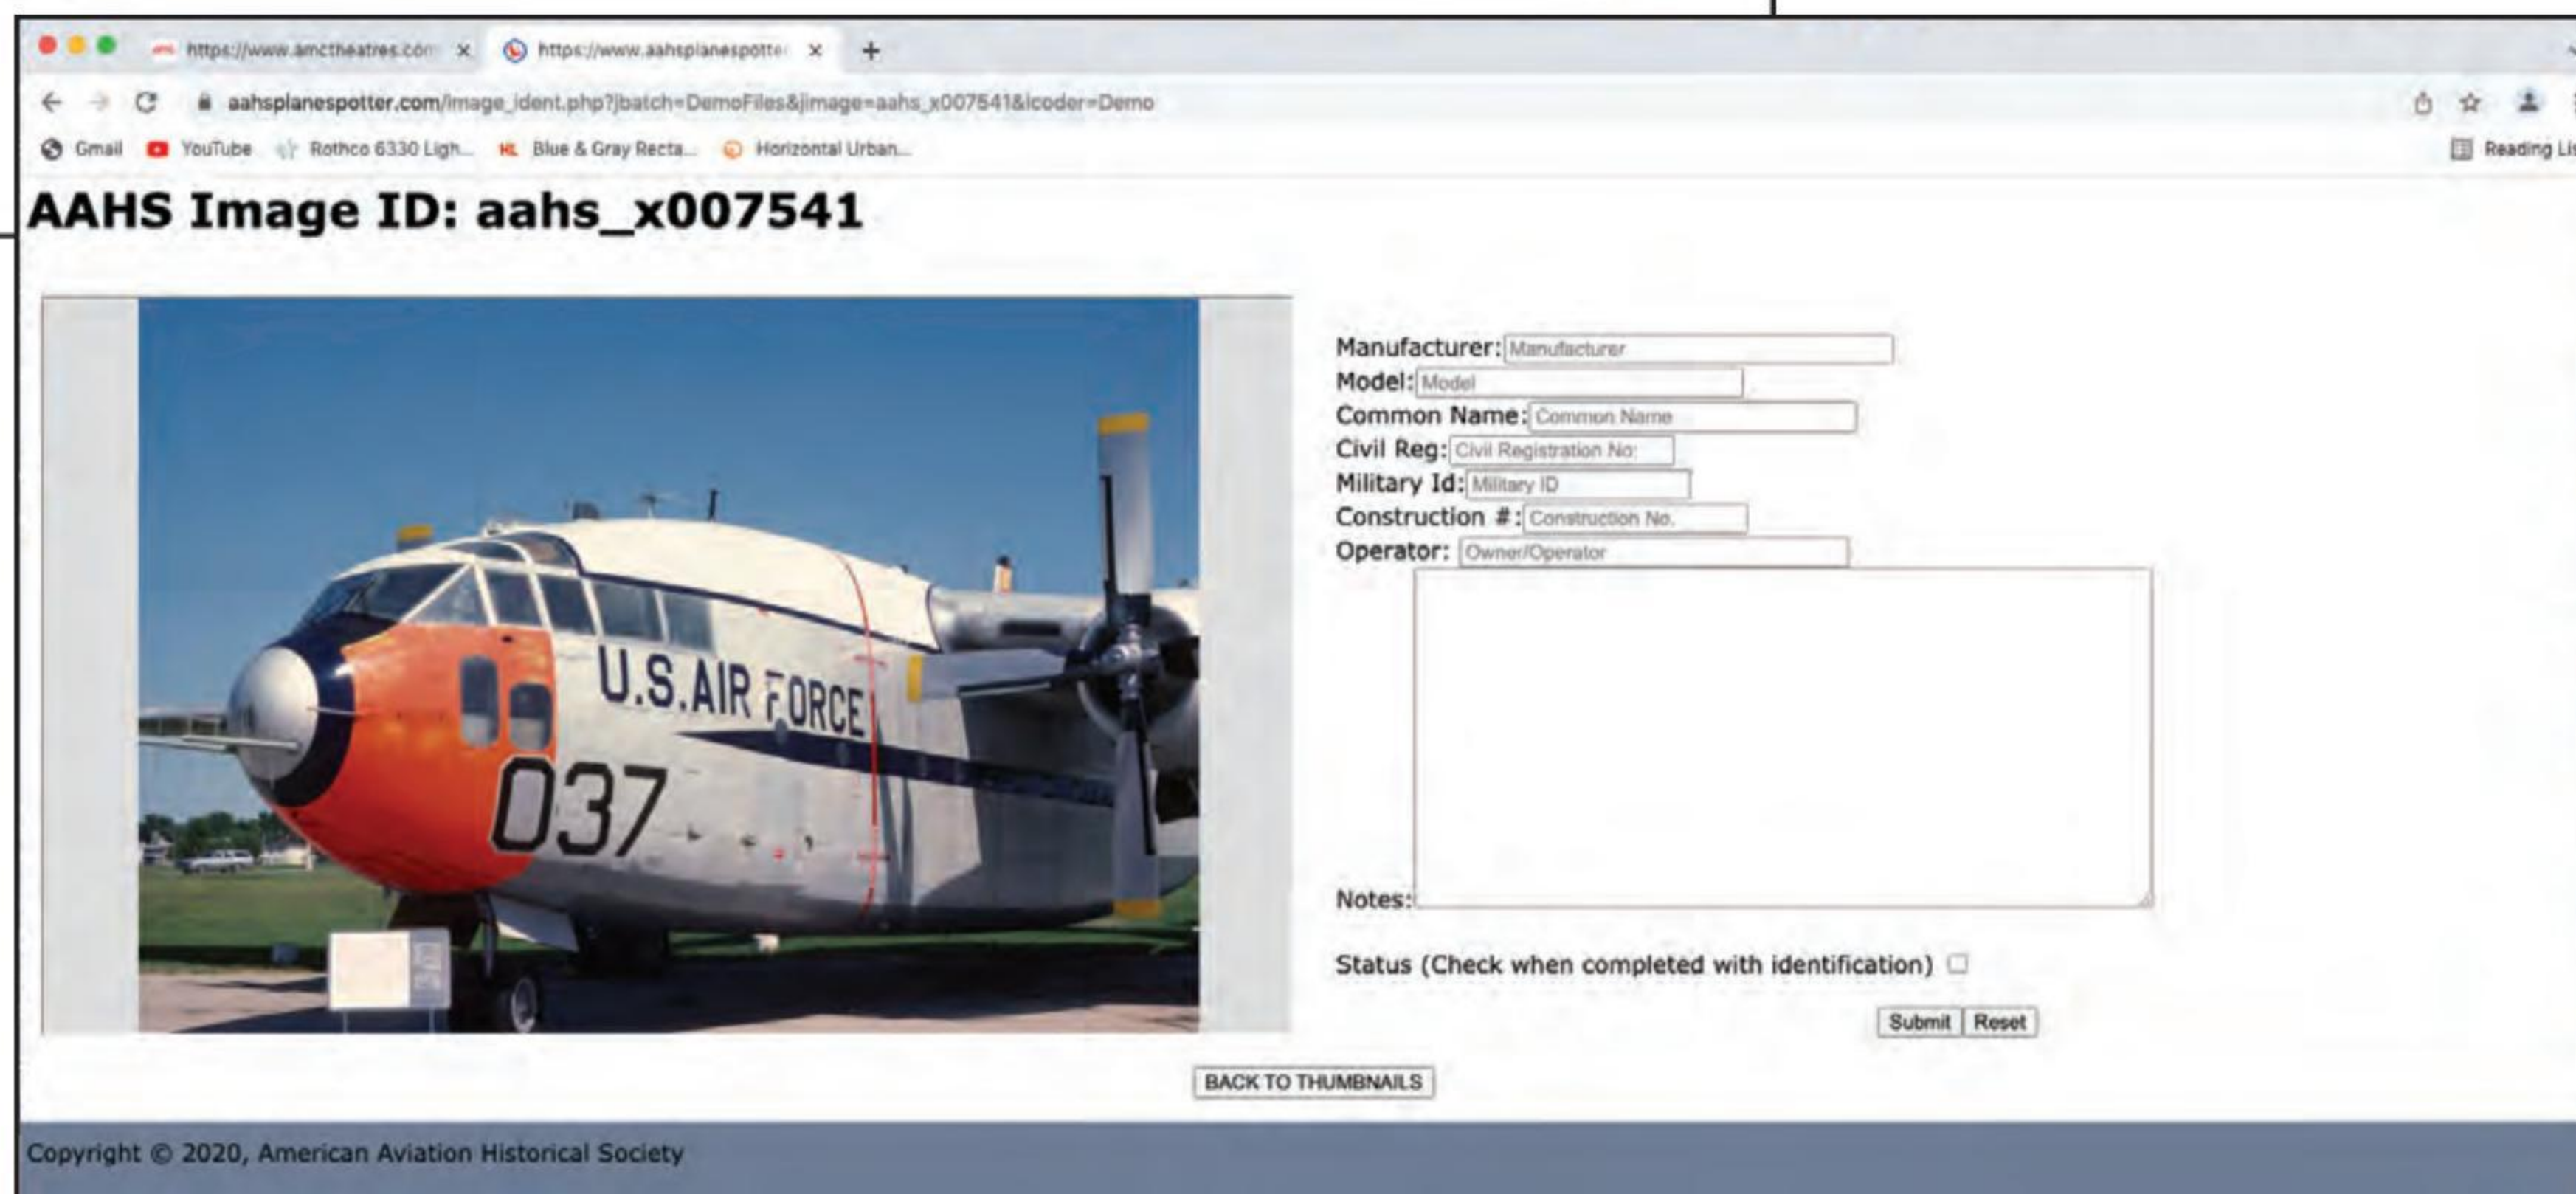 https://www.amctheatres.com × https://www.aahsplanespotter × +
aahsplanespotter.com/image_ident.php?jbatch=DemoFiles&jimage=aahs_x007541&lcoder=Demo
Gmail YouTube Rothco 6330 Ligh... HL Blue & Gray Recta... Horizontal Urban... Reading Lis
AAHS Image ID: aahs_x007541
Manufacturer: Manufacturer
Model: Model
Common Name: Common Name
Civil Reg: Civil Registration No:
Military Id: Military ID
Construction #: Construction No.
Operator: Owner/Operator
U.S.AIR FORCE
037
Notes:
Status (Check when completed with identification)
Submit Reset
BACK TO THUMBNAILS
Copyright © 2020, American Aviation Historical Society